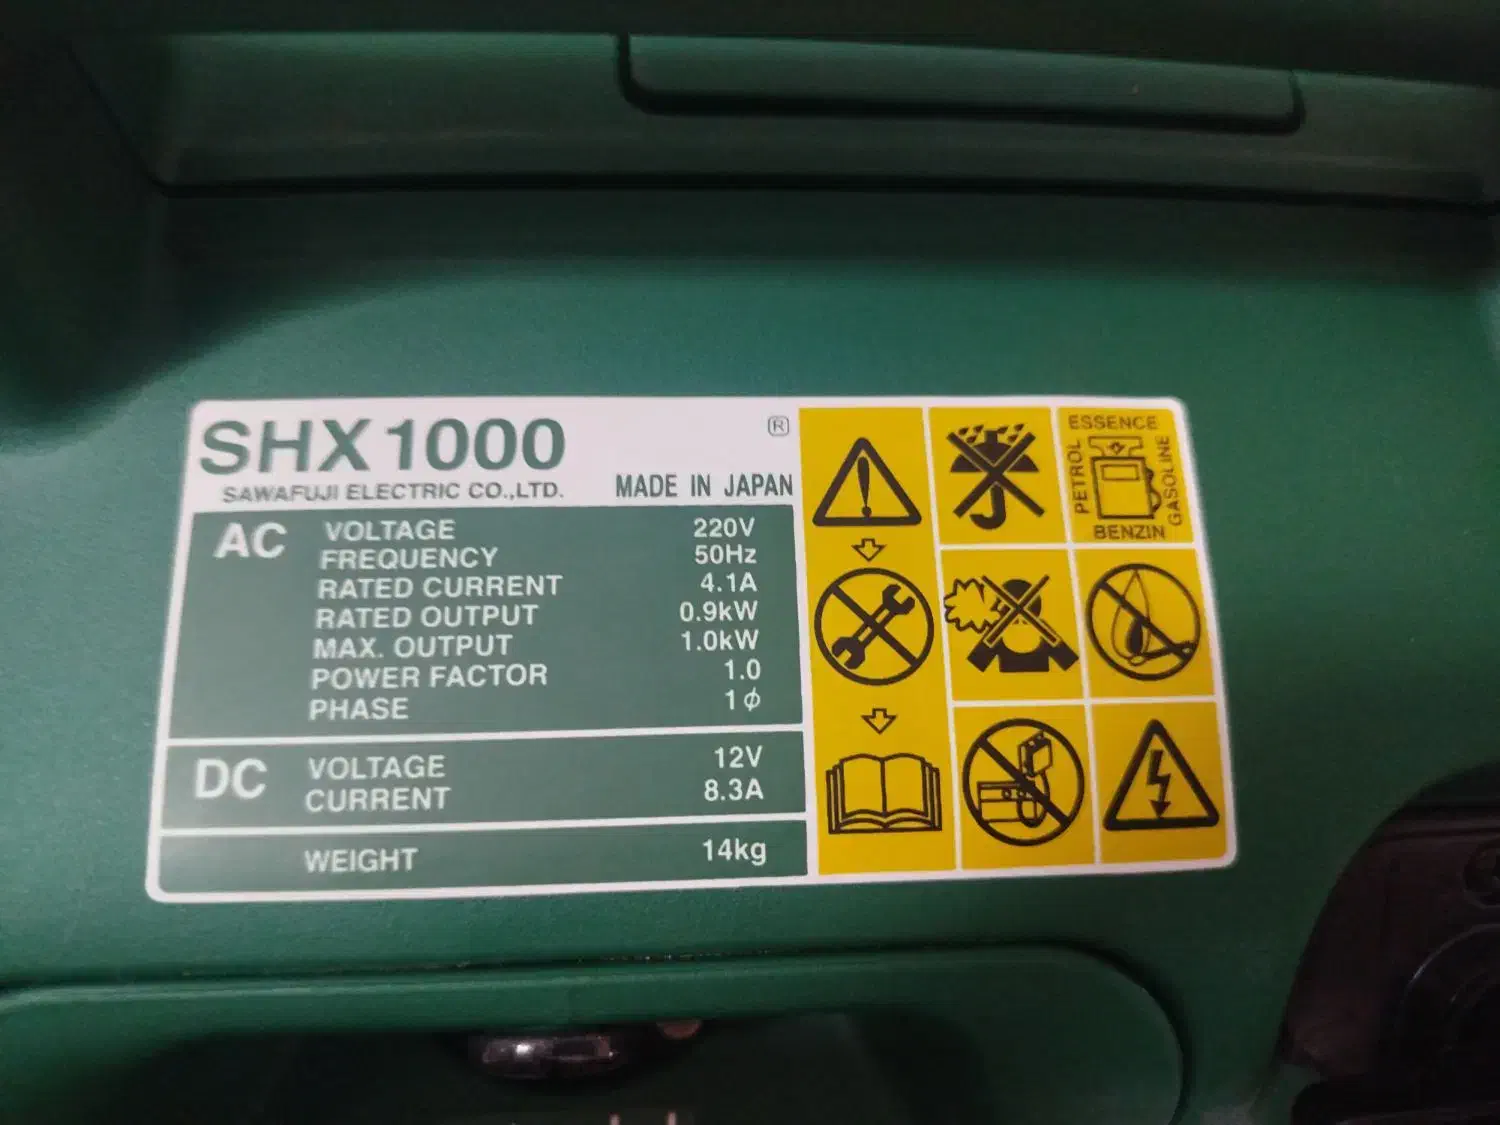 SHX1000 ®
SAWAFUJI ELECTRIC CO.,LTD. MADE IN JAPAN
AC VOLTAGE 220V
FREQUENCY 50Hz
RATED CURRENT 4.1A
RATED OUTPUT 0.9kW
MAX. OUTPUT 1.0kW
POWER FACTOR 1.0
PHASE 1ϕ
DC VOLTAGE 12V
CURRENT 8.3A
WEIGHT 14kg
ESSENCE
PETROL
GASOLINE
BENZIN